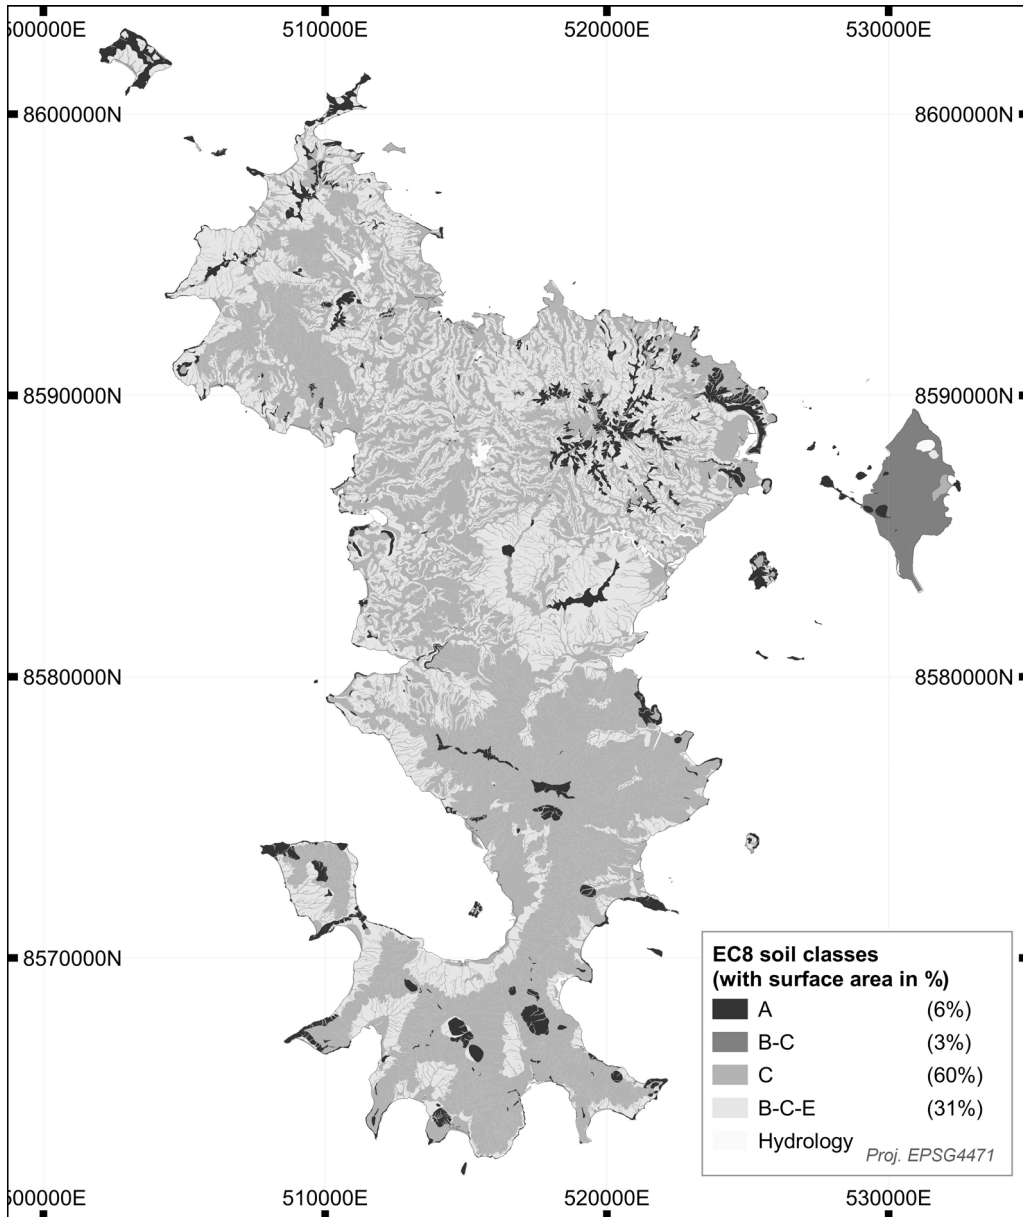 500000E 510000E 520000E 530000E
8600000N 8600000N
8590000N 8590000N
8580000N 8580000N
8570000N
EC8 soil classes
(with surface area in %)
A (6%)
B-C (3%)
C (60%)
B-C-E (31%)
Hydrology
Proj. EPSG4471
500000E 510000E 520000E 530000E